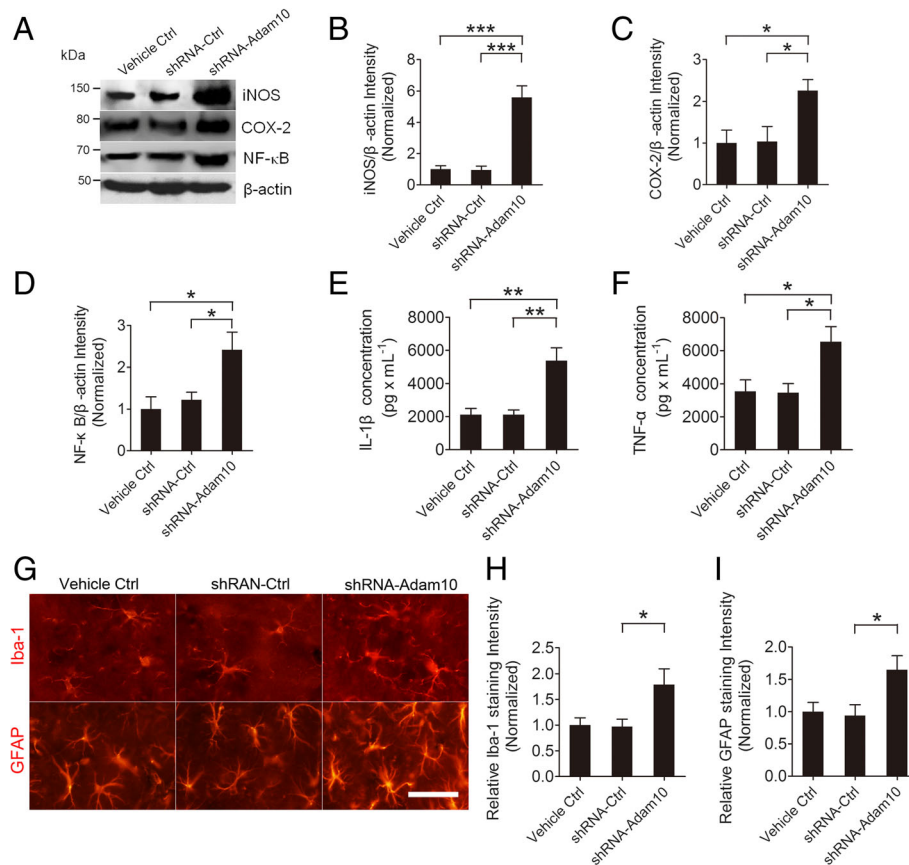 A
kDa
Vehicle Ctrl
shRNA-Ctrl
shRNA-Adam10
150
iNOS
80
COX-2
70
NF-κB
50
β-actin
B
iNOS/β -actin Intensity
(Normalized)
8
6
4
2
0
***
***
Vehicle Ctrl
shRNA-Ctrl
shRNA-Adam10
C
COX-2/β -actin Intensity
(Normalized)
3
2
1
0
*
*
Vehicle Ctrl
shRNA-Ctrl
shRNA-Adam10
D
NF-κ B/β -actin Intensity
(Normalized)
3
2
1
0
*
*
Vehicle Ctrl
shRNA-Ctrl
shRNA-Adam10
E
IL-1β concentration
(pg x mL⁻¹)
8000
6000
4000
2000
0
**
**
Vehicle Ctrl
shRNA-Ctrl
shRNA-Adam10
F
TNF-α concentration
(pg x mL⁻¹)
8000
6000
4000
2000
0
*
*
Vehicle Ctrl
shRNA-Ctrl
shRNA-Adam10
G
Vehicle Ctrl
shRAN-Ctrl
shRNA-Adam10
Iba-1
GFAP
H
Relative Iba-1 staining Intensity
(Normalized)
2.5
2.0
1.5
1.0
0.5
0.0
*
Vehicle Ctrl
shRNA-Ctrl
shRNA-Adam10
I
Relative GFAP staining Intensity
(Normalized)
2.0
1.5
1.0
0.5
0.0
*
Vehicle Ctrl
shRNA-Ctrl
shRNA-Adam10